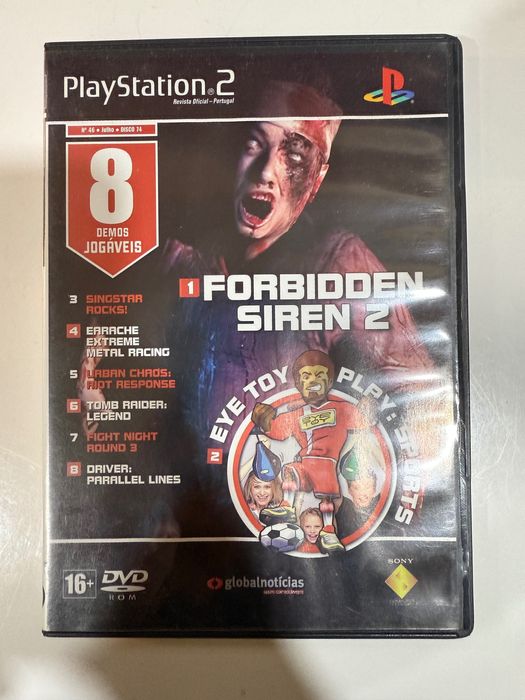 PlayStation®2
Revista Oficial - Portugal
Nº 46 • Julho • DISCO 74
8
DEMOS
JOGÁVEIS
1 FORBIDDEN
SIREN 2
2 EYE TOY PLAY: SPORTS
EYE
TOY
3 SINGSTAR
ROCKS!
4 EARACHE
EXTREME
METAL RACING
5 URBAN CHAOS:
RIOT RESPONSE
6 TOMB RAIDER:
LEGEND
7 FIGHT NIGHT
ROUND 3
8 DRIVER:
PARALLEL LINES
16+
DVD
ROM
globalnotícias
SONY